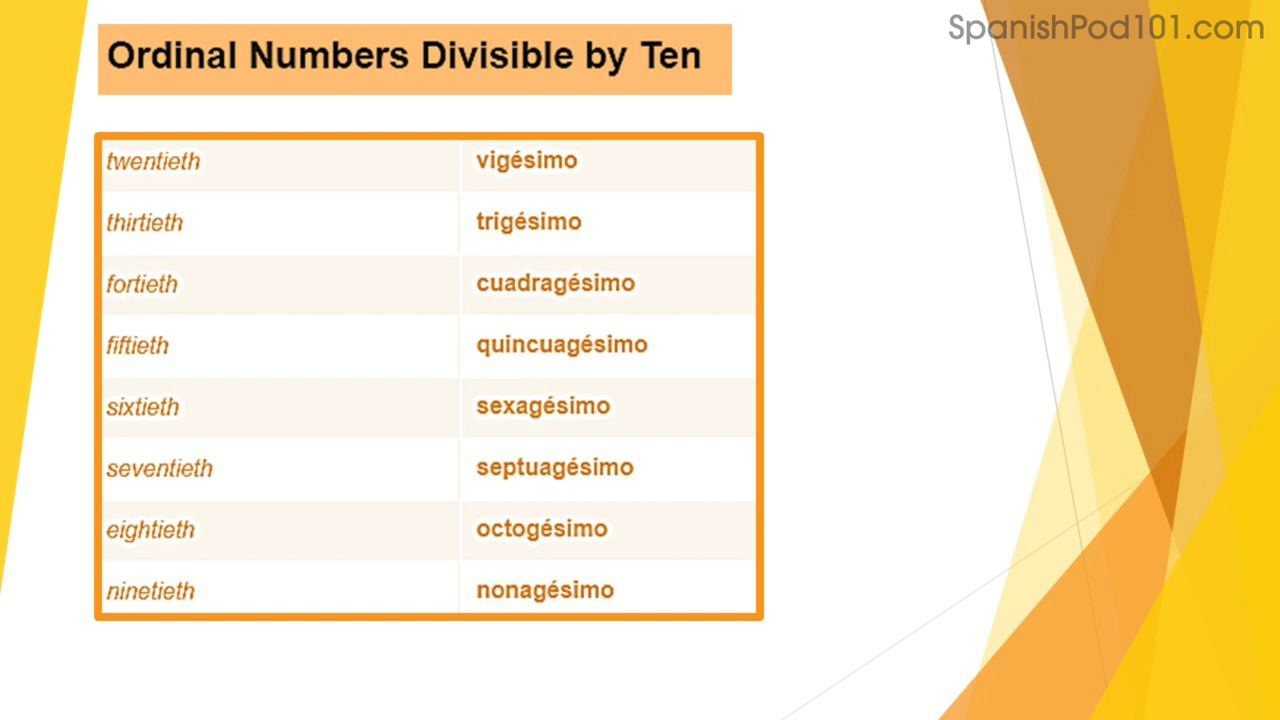 SpanishPod101.com
Ordinal Numbers Divisible by Ten
twentieth vigésimo
thirtieth trigésimo
fortieth cuadragésimo
fiftieth quincuagésimo
sixtieth sexagésimo
seventieth septuagésimo
eightieth octogésimo
ninetieth nonagésimo